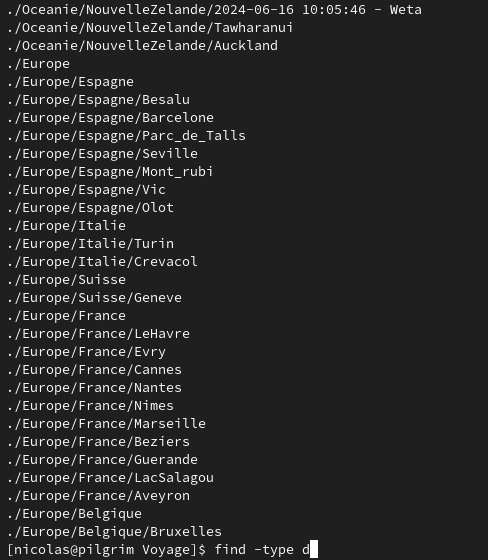 ./Oceanie/NouvelleZelande/2024-06-16 10:05:46 - Weta
./Oceanie/NouvelleZelande/Tawharanui
./Oceanie/NouvelleZelande/Auckland
./Europe
./Europe/Espagne
./Europe/Espagne/Besalu
./Europe/Espagne/Barcelone
./Europe/Espagne/Parc_de_Talls
./Europe/Espagne/Seville
./Europe/Espagne/Mont_rubi
./Europe/Espagne/Vic
./Europe/Espagne/Olot
./Europe/Italie
./Europe/Italie/Turin
./Europe/Italie/Crevacol
./Europe/Suisse
./Europe/Suisse/Geneve
./Europe/France
./Europe/France/LeHavre
./Europe/France/Evry
./Europe/France/Cannes
./Europe/France/Nantes
./Europe/France/Nimes
./Europe/France/Marseille
./Europe/France/Beziers
./Europe/France/Guerande
./Europe/France/LacSalagou
./Europe/France/Aveyron
./Europe/Belgique
./Europe/Belgique/Bruxelles
[nicolas@pilgrim Voyage]$ find -type d